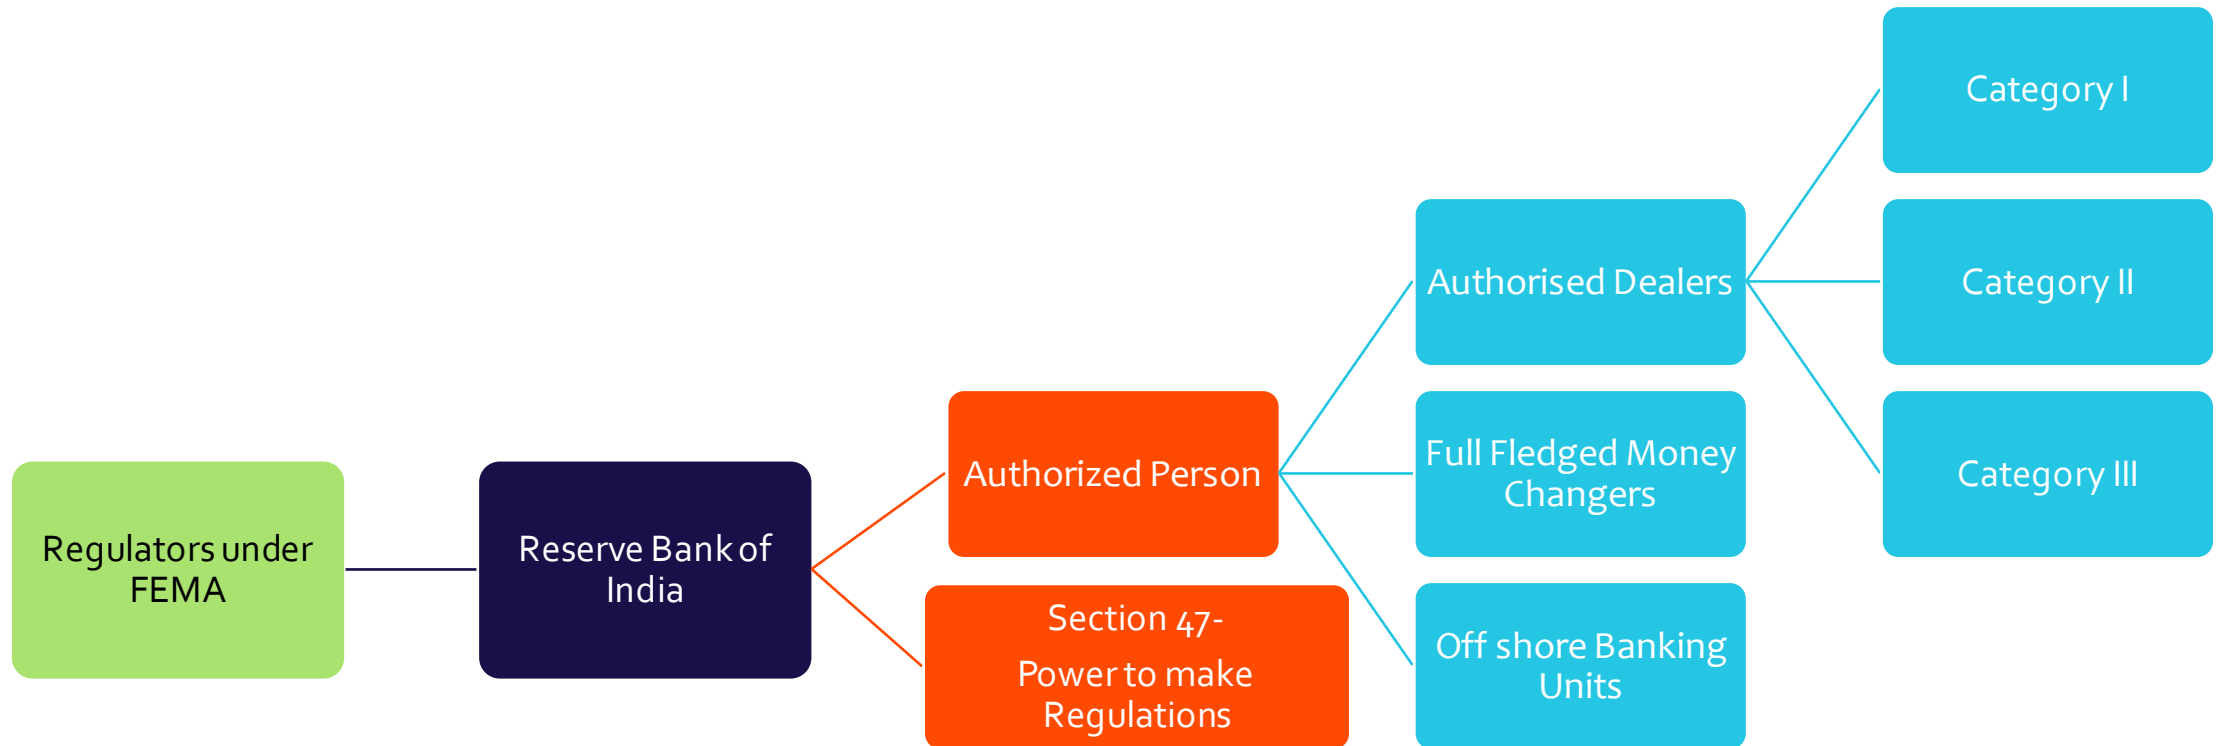 Regulators under
FEMA
Reserve Bank of
India
Authorized Person
Section 47-
Power to make
Regulations
Authorised Dealers
Full Fledged Money
Changers
Off shore Banking
Units
Category I
Category II
Category III